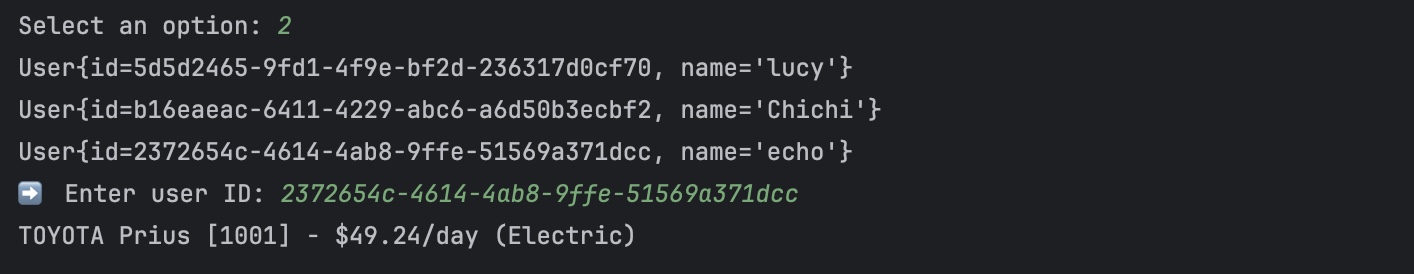 Select an option: 2
User{id=5d5d2465-9fd1-4f9e-bf2d-236317d0cf70, name='lucy'}
User{id=b16eaeac-6411-4229-abc6-a6d50b3ecbf2, name='Chichi'}
User{id=2372654c-4614-4ab8-9ffe-51569a371dcc, name='echo'}
➡ Enter user ID: 2372654c-4614-4ab8-9ffe-51569a371dcc
TOYOTA Prius [1001] - $49.24/day (Electric)